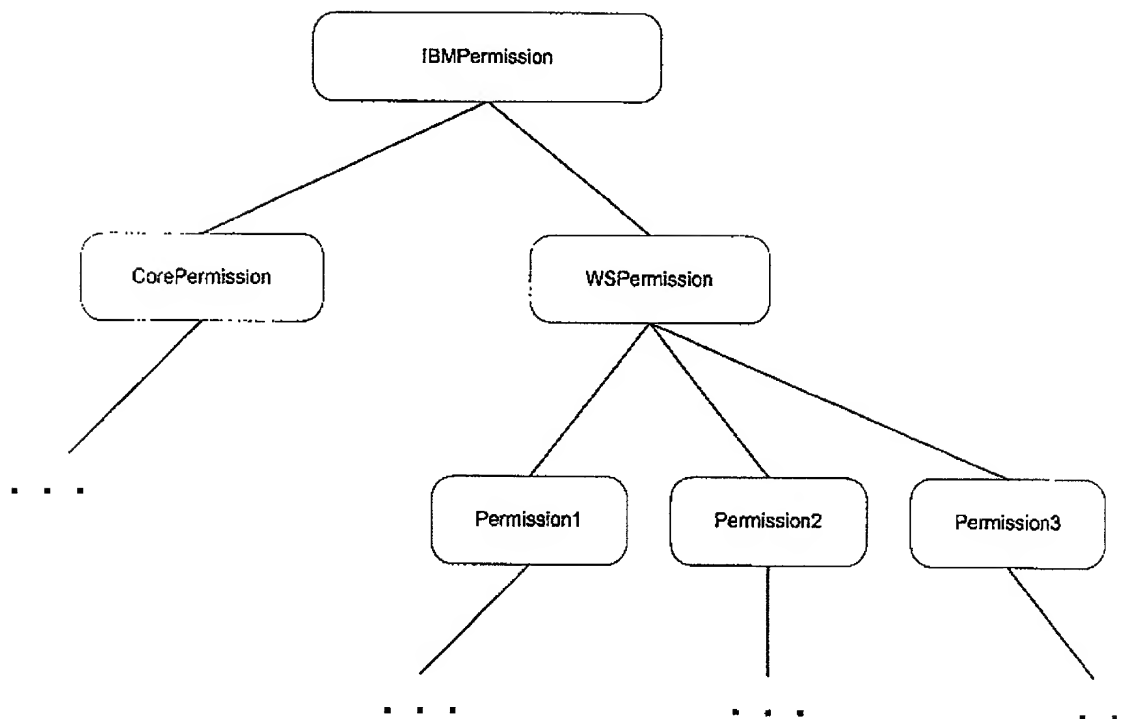 IBMPermission
CorePermission
WSPermission
. . .
Permission1
Permission2
Permission3
. . .
. . .
. .